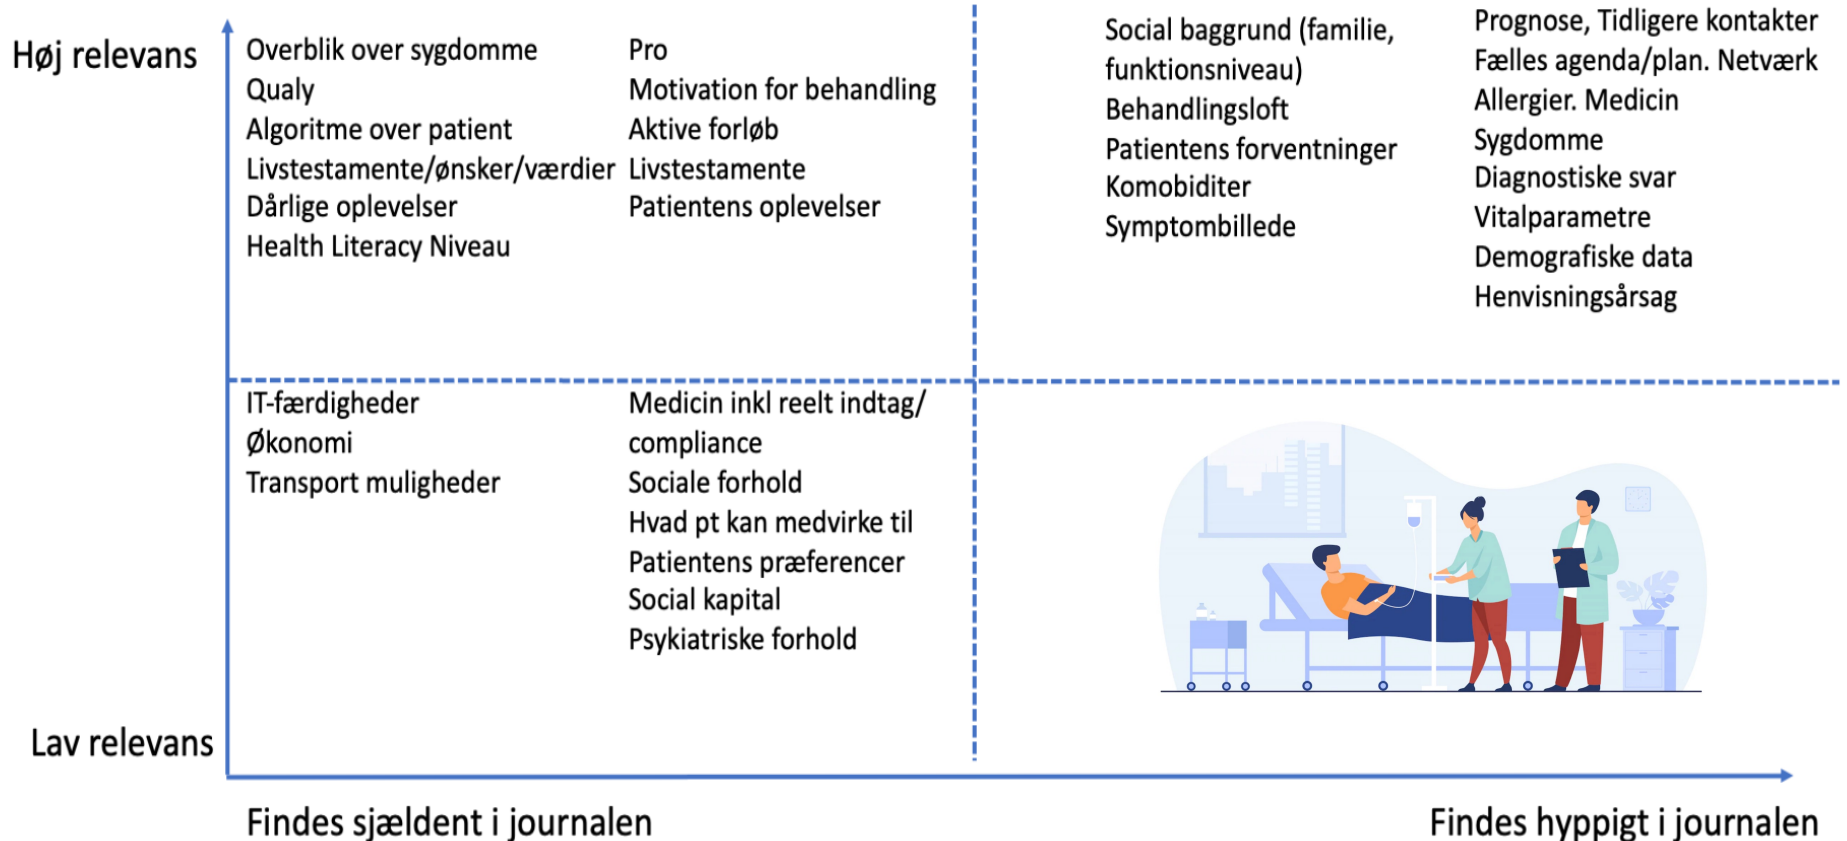 Høj relevans
Overblik over sygdomme
Qualy
Algoritme over patient
Livstestamente/ønsker/værdier
Dårlige oplevelser
Health Literacy Niveau
Pro
Motivation for behandling
Aktive forløb
Livstestamente
Patientens oplevelser
Social baggrund (familie,
funktionsniveau)
Behandlingsloft
Patientens forventninger
Komobiditer
Symptombillede
Prognose, Tidligere kontakter
Fælles agenda/plan. Netværk
Allergier. Medicin
Sygdomme
Diagnostiske svar
Vitalparametre
Demografiske data
Henvisningsårsag
IT-færdigheder
Økonomi
Transport muligheder
Medicin inkl reelt indtag/
compliance
Sociale forhold
Hvad pt kan medvirke til
Patientens præferencer
Social kapital
Psykiatriske forhold
Lav relevans
Findes sjældent i journalen
Findes hyppigt i journalen